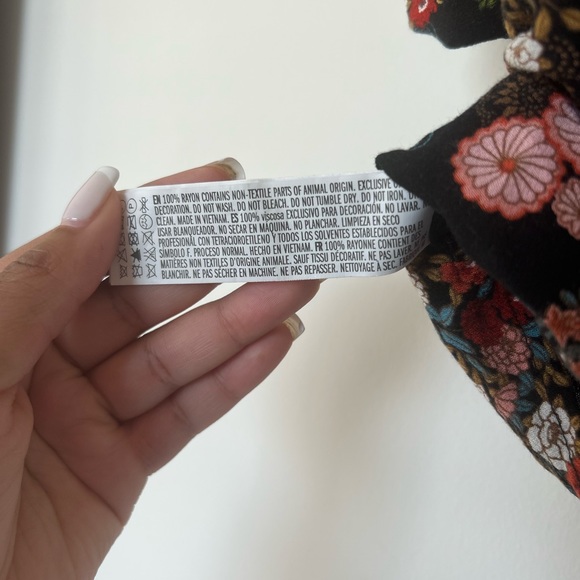 EN 100% RAYON CONTAINS NON-TEXTILE PARTS OF ANIMAL ORIGIN. EXCLUSIVE OF
DECORATION. DO NOT WASH. DO NOT BLEACH. DO NOT TUMBLE DRY. DO NOT IRON.
CLEAN. MADE IN VIETNAM. ES 100% viscosa EXCLUSIVO PARA DECORACIÓN. NO LAVAR.
USAR BLANQUEADOR. NO SECAR EN MAQUINA. NO PLANCHAR. LIMPIEZA EN SECO
PROFESIONAL CON TETRACLOROETILENO Y TODOS LOS SOLVENTES ESTABLECIDOS PARA EL
SIMBOLO F. PROCESO NORMAL. HECHO EN VIETNAM. FR 100% RAYONNE CONTIENT DES
MATIÈRES NON TEXTILES D'ORIGINE ANIMALE. SAUF TISSU DÉCORATIF. NE PAS LAVER.
BLANCHIR. NE PAS SÉCHER EN MACHINE. NE PAS REPASSER. NETTOYAGE À SEC.